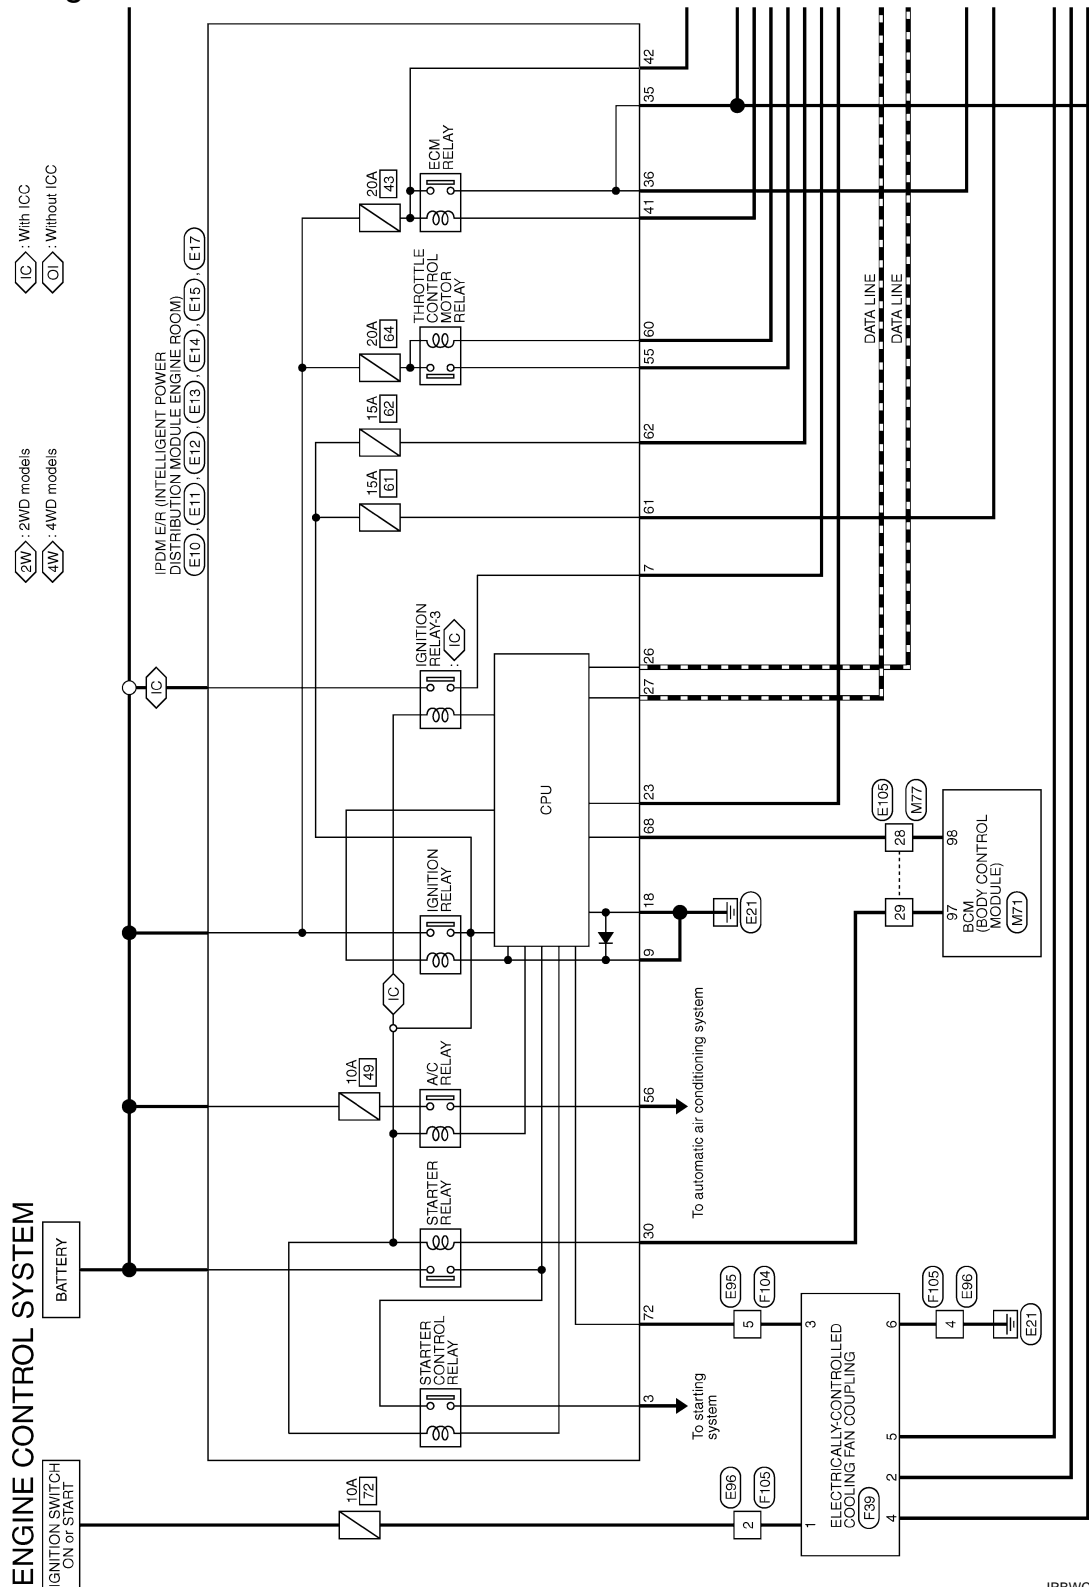 ENGINE CONTROL SYSTEM
BATTERY
IGNITION SWITCH
ON or START
2W : 2WD models
4W : 4WD models
IC : With ICC
OI : Without ICC
IPDM E/R (INTELLIGENT POWER
DISTRIBUTION MODULE ENGINE ROOM)
E10 , E11 , E12 , E13 , E14 , E15 , E17
IC
10A
72
10A
49
15A
61
15A
62
20A
64
20A
43
STARTER
CONTROL
RELAY
STARTER
RELAY
A/C
RELAY
IC
IGNITION
RELAY
IGNITION
RELAY-3
: IC
THROTTLE
CONTROL
MOTOR
RELAY
ECM
RELAY
CPU
3
72
30
56
9
18
68
23
27
26
7
61
62
55
60
41
36
35
42
To starting
system
To automatic air conditioning system
E21
E96
2
F105
E95
5
F104
1
3
ELECTRICALLY-CONTROLLED
COOLING FAN COUPLING
F39
4
2
5
6
F105
4
E96
E21
E105
M77
29
28
97
98
BCM
(BODY CONTROL
MODULE)
M71
DATA LINE
DATA LINE